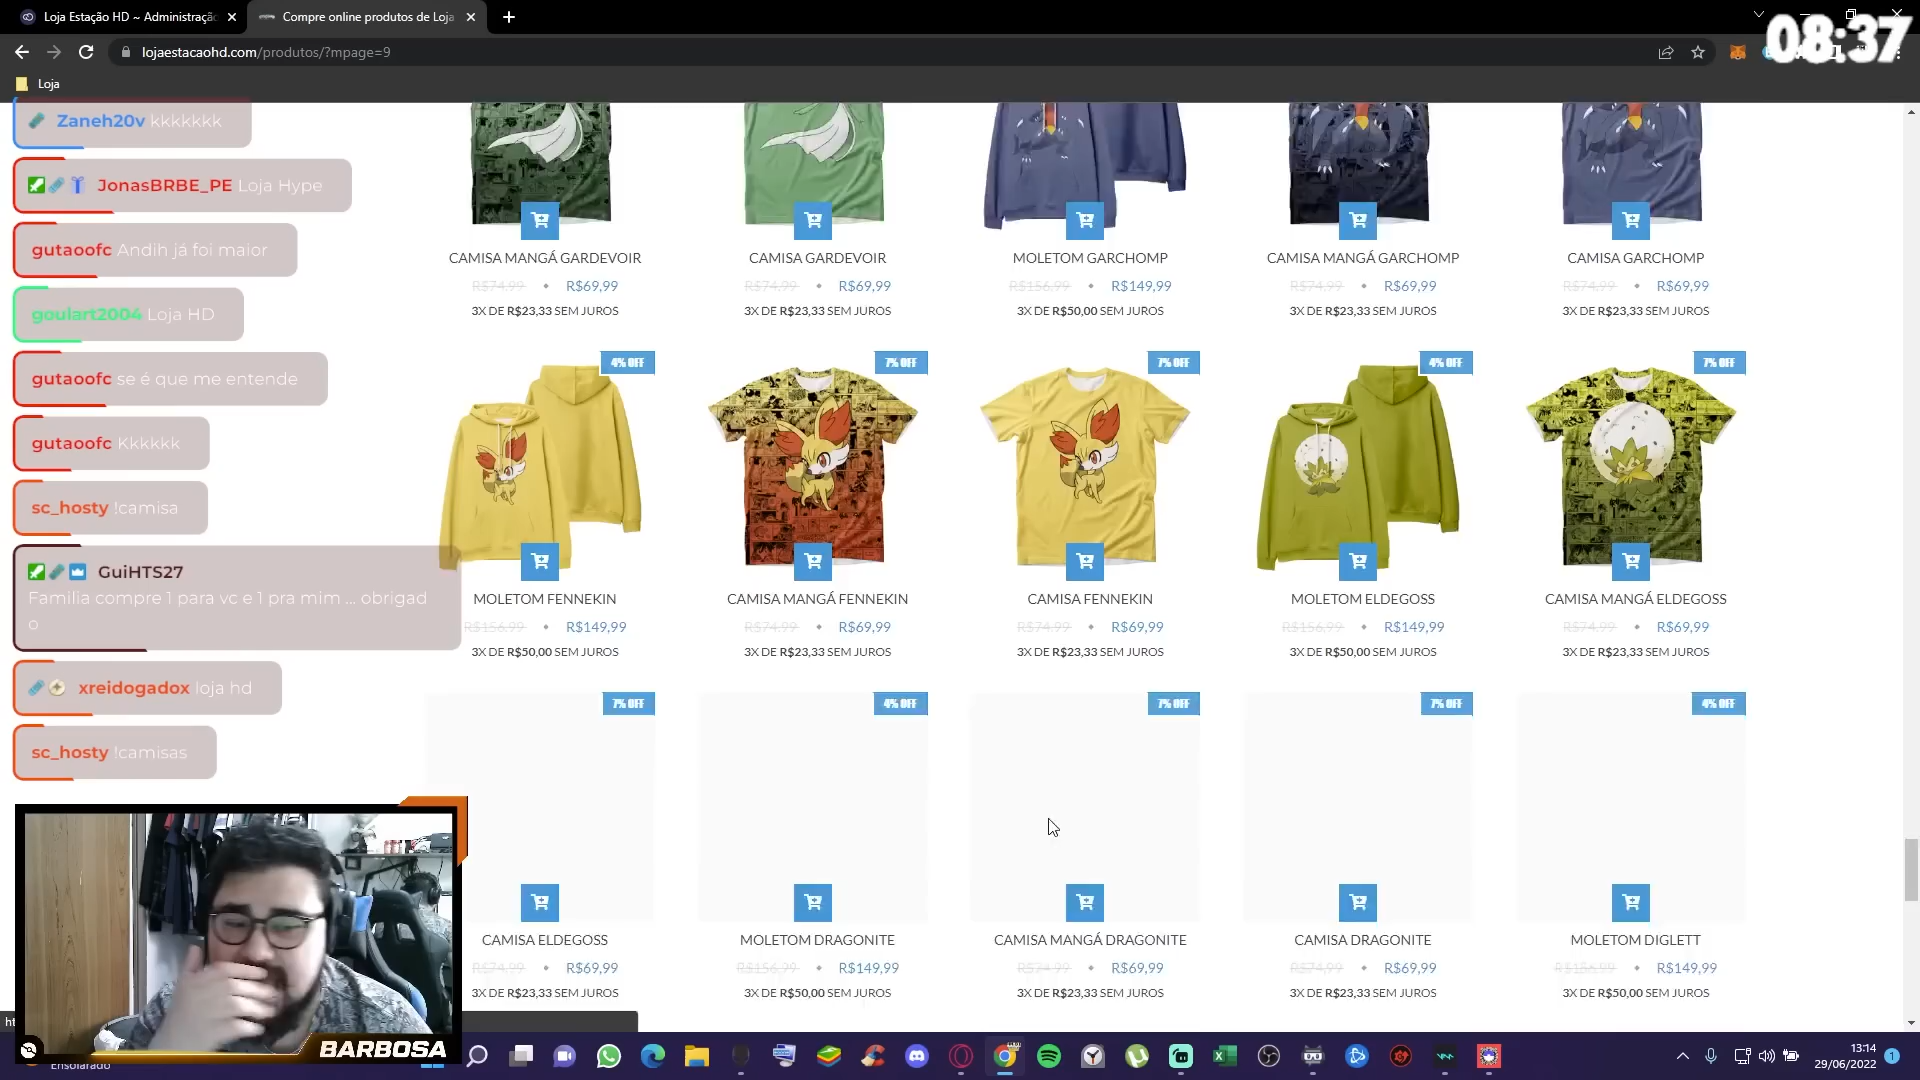 Loja Estação HD ~ Administração
Compre online produtos de Loja
08:37
lojaestacaohd.com/produtos/?mpage=9
Loja
Zaneh20v kkkkkkk
JonasBRBE_PE Loja Hype
gutaoofc Andih já foi maior
goulart2004 Loja HD
gutaoofc se é que me entende
gutaoofc Kkkkkk
sc_hosty !camisa
GuiHTS27
Familia compre 1 para vc e 1 pra mim ... obrigad
o
xreidogadox loja hd
sc_hosty !camisas
CAMISA MANGÁ GARDEVOIR
R$74,99 • R$69,99
3X DE R$23,33 SEM JUROS
CAMISA GARDEVOIR
R$74,99 • R$69,99
3X DE R$23,33 SEM JUROS
MOLETOM GARCHOMP
R$156,99 • R$149,99
3X DE R$50,00 SEM JUROS
CAMISA MANGÁ GARCHOMP
R$74,99 • R$69,99
3X DE R$23,33 SEM JUROS
CAMISA GARCHOMP
R$74,99 • R$69,99
3X DE R$23,33 SEM JUROS
4% OFF
MOLETOM FENNEKIN
R$156,99 • R$149,99
3X DE R$50,00 SEM JUROS
7% OFF
CAMISA MANGÁ FENNEKIN
R$74,99 • R$69,99
3X DE R$23,33 SEM JUROS
7% OFF
CAMISA FENNEKIN
R$74,99 • R$69,99
3X DE R$23,33 SEM JUROS
4% OFF
MOLETOM ELDEGOSS
R$156,99 • R$149,99
3X DE R$50,00 SEM JUROS
7% OFF
CAMISA MANGÁ ELDEGOSS
R$74,99 • R$69,99
3X DE R$23,33 SEM JUROS
7% OFF
CAMISA ELDEGOSS
R$74,99 • R$69,99
3X DE R$23,33 SEM JUROS
4% OFF
MOLETOM DRAGONITE
R$156,99 • R$149,99
3X DE R$50,00 SEM JUROS
7% OFF
CAMISA MANGÁ DRAGONITE
R$74,99 • R$69,99
3X DE R$23,33 SEM JUROS
7% OFF
CAMISA DRAGONITE
R$74,99 • R$69,99
3X DE R$23,33 SEM JUROS
4% OFF
MOLETOM DIGLETT
R$156,99 • R$149,99
3X DE R$50,00 SEM JUROS
BARBOSA
Ensolarado
13:14
29/06/2022
1